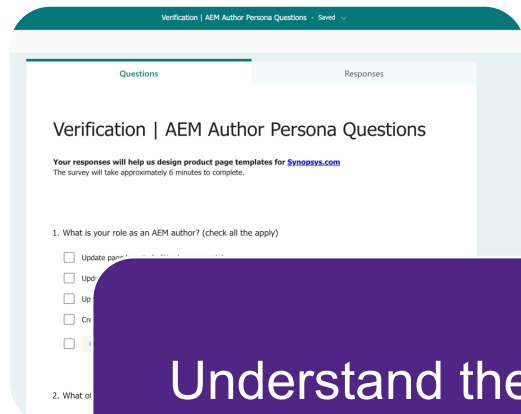 Verification | AEM Author Persona Questions - Saved
Questions
Responses
Verification | AEM Author Persona Questions
Your responses will help us design product page templates for Synopsys.com
The survey will take approximately 6 minutes to complete.
1. What is your role as an AEM author? (check all the apply)
Update page
Understand the
2. What